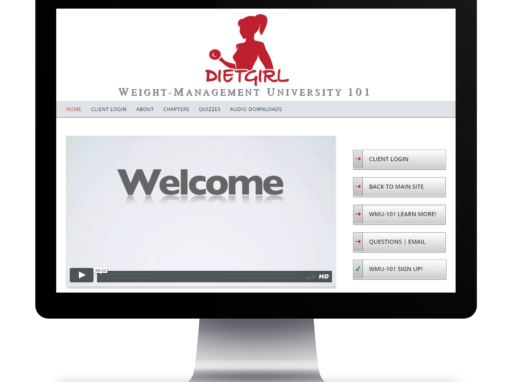 DIETGIRL
WEIGHT-MANAGEMENT UNIVERSITY 101
HOME CLIENT LOGIN ABOUT CHAPTERS QUIZZES AUDIO DOWNLOADS
Welcome
CLIENT LOGIN
BACK TO MAIN SITE
WMU-101 LEARN MORE!
QUESTIONS | EMAIL
WMU-101 SIGN UP!
HD